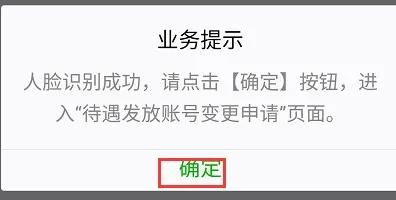 业务提示
人脸识别成功，请点击【确定】按钮，进
入“待遇发放账号变更申请”页面。
确定